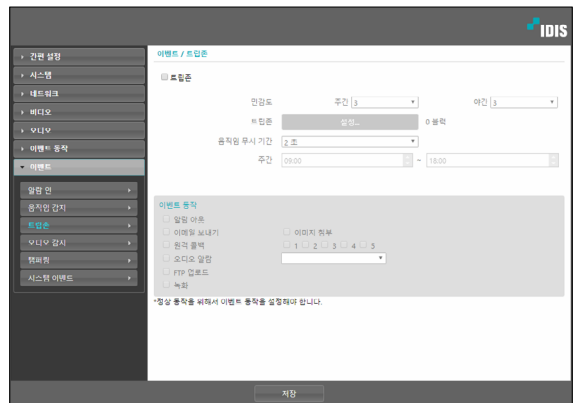 IDIS
간편 설정
시스템
네트워크
비디오
오디오
이벤트 동작
이벤트
알람 인
움직임 감지
트립존
오디오 감지
탬퍼링
시스템 이벤트
이벤트 / 트립존
트립존
민감도 주간 3 야간 3
트립존 설정... 0 블럭
움직임 무시 기간 2 초
주간 09:00 ~ 18:00
이벤트 동작
알람 아웃
이메일 보내기 이미지 첨부
원격 콜백 1 2 3 4 5
오디오 알람
FTP 업로드
녹화
*정상 동작을 위해서 이벤트 동작을 설정해야 합니다.
저장